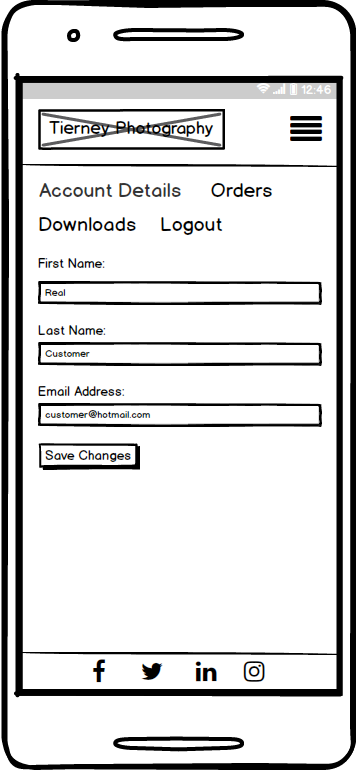 12:46
Tierney Photography
Account Details Orders
Downloads Logout
First Name:
Real
Last Name:
Customer
Email Address:
customer@hotmail.com
Save Changes